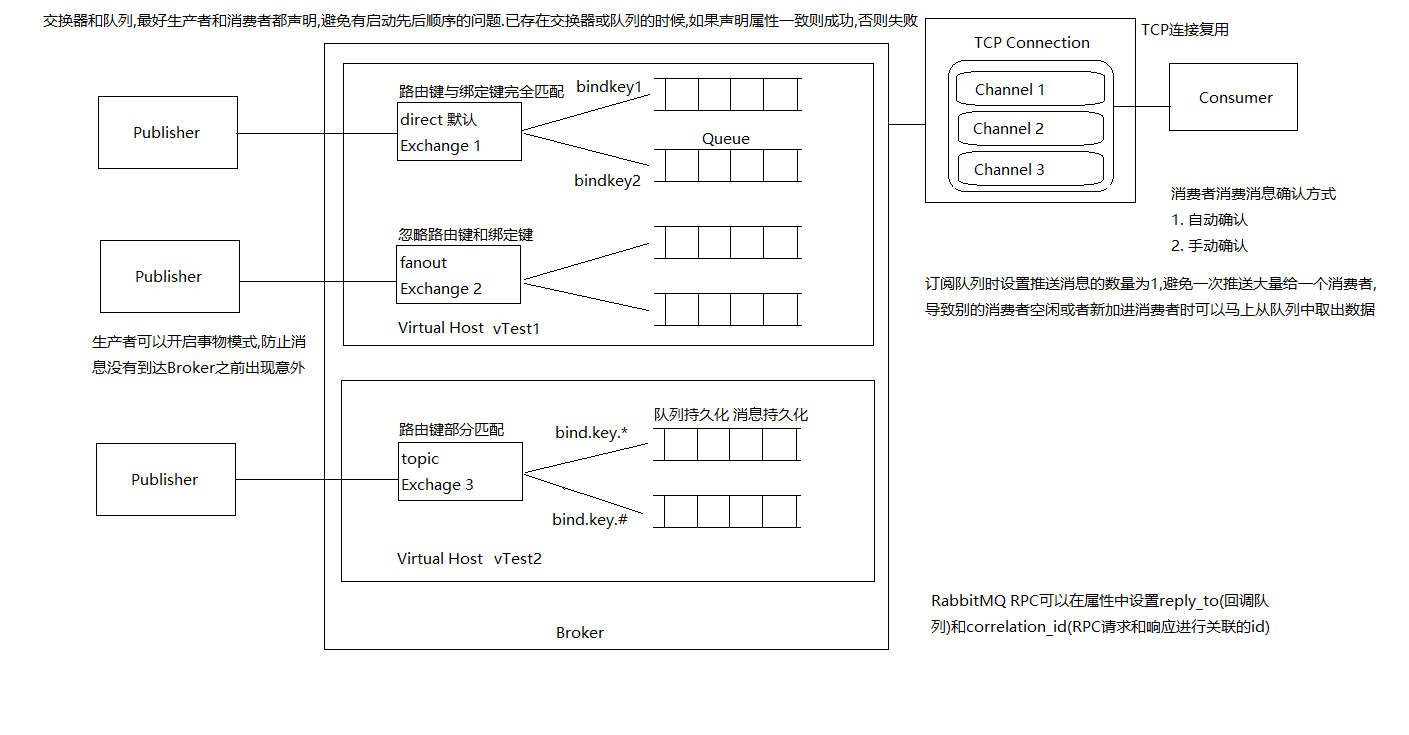 交换器和队列,最好生产者和消费者都声明,避免有启动先后顺序的问题.已存在交换器或队列的时候,如果声明属性一致则成功,否则失败
TCP连接复用
TCP Connection
Channel 1
Channel 2
Channel 3
Consumer
Publisher
路由键与绑定键完全匹配
direct 默认
Exchange 1
bindkey1
Queue
bindkey2
消费者消费消息确认方式
1. 自动确认
2. 手动确认
Publisher
忽略路由键和绑定键
fanout
Exchange 2
Virtual Host vTest1
订阅队列时设置推送消息的数量为1,避免一次推送大量给一个消费者,
导致别的消费者空闲或者新加进消费者时可以马上从队列中取出数据
生产者可以开启事物模式,防止消
息没有到达Broker之前出现意外
Publisher
路由键部分匹配
topic
Exchage 3
bind.key.*
队列持久化 消息持久化
bind.key.#
Virtual Host vTest2
Broker
RabbitMQ RPC可以在属性中设置reply_to(回调队
列)和correlation_id(RPC请求和响应进行关联的id)